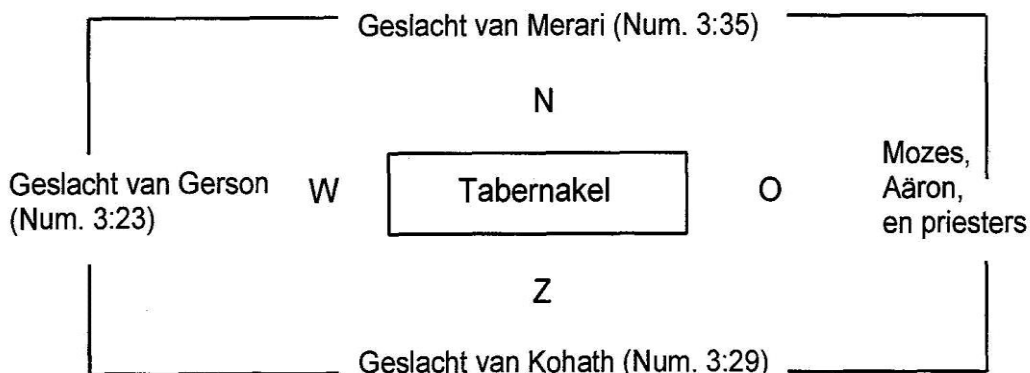 Geslacht van Merari (Num. 3:35)
N
Geslacht van Gerson
(Num. 3:23)
W
Tabernakel
O
Mozes,
Aäron,
en priesters
Z
Geslacht van Kohath (Num. 3:29)